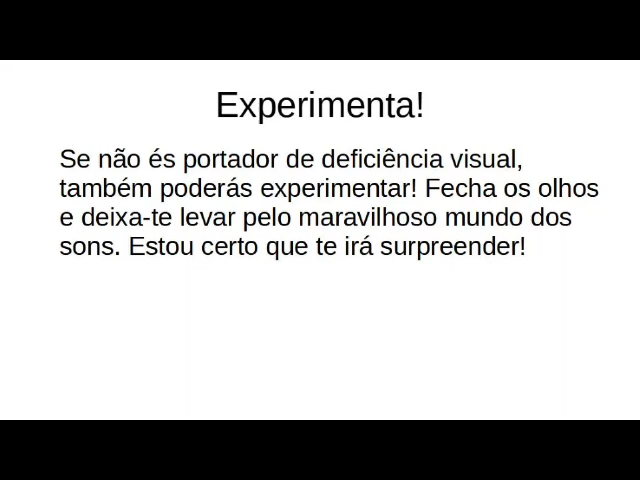 Experimenta!
Se não és portador de deficiência visual,
também poderás experimentar! Fecha os olhos
e deixa-te levar pelo maravilhoso mundo dos
sons. Estou certo que te irá surpreender!